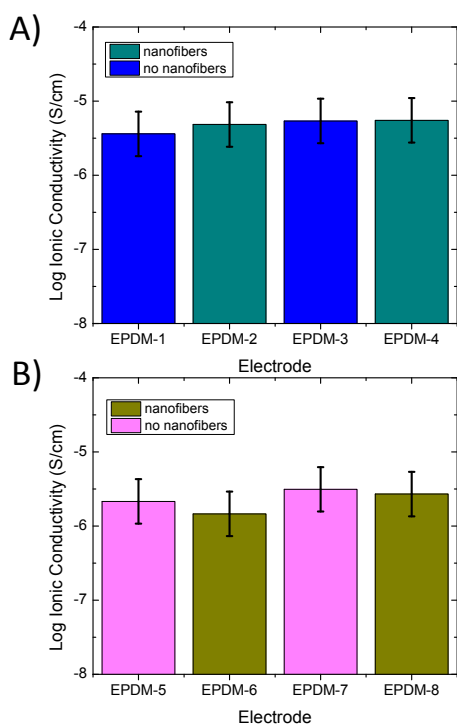 A)
nanofibers
no nanofibers
-4
-5
-6
-7
-8
Log Ionic Conductivity (S/cm)
EPDM-1 EPDM-2 EPDM-3 EPDM-4
Electrode
B)
nanofibers
no nanofibers
-4
-5
-6
-7
-8
Log Ionic Conductivity (S/cm)
EPDM-5 EPDM-6 EPDM-7 EPDM-8
Electrode